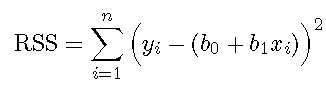 RSS = \sum_{i=1}^{n} \Big( y_i - (b_0 + b_1 x_i) \Big)^2